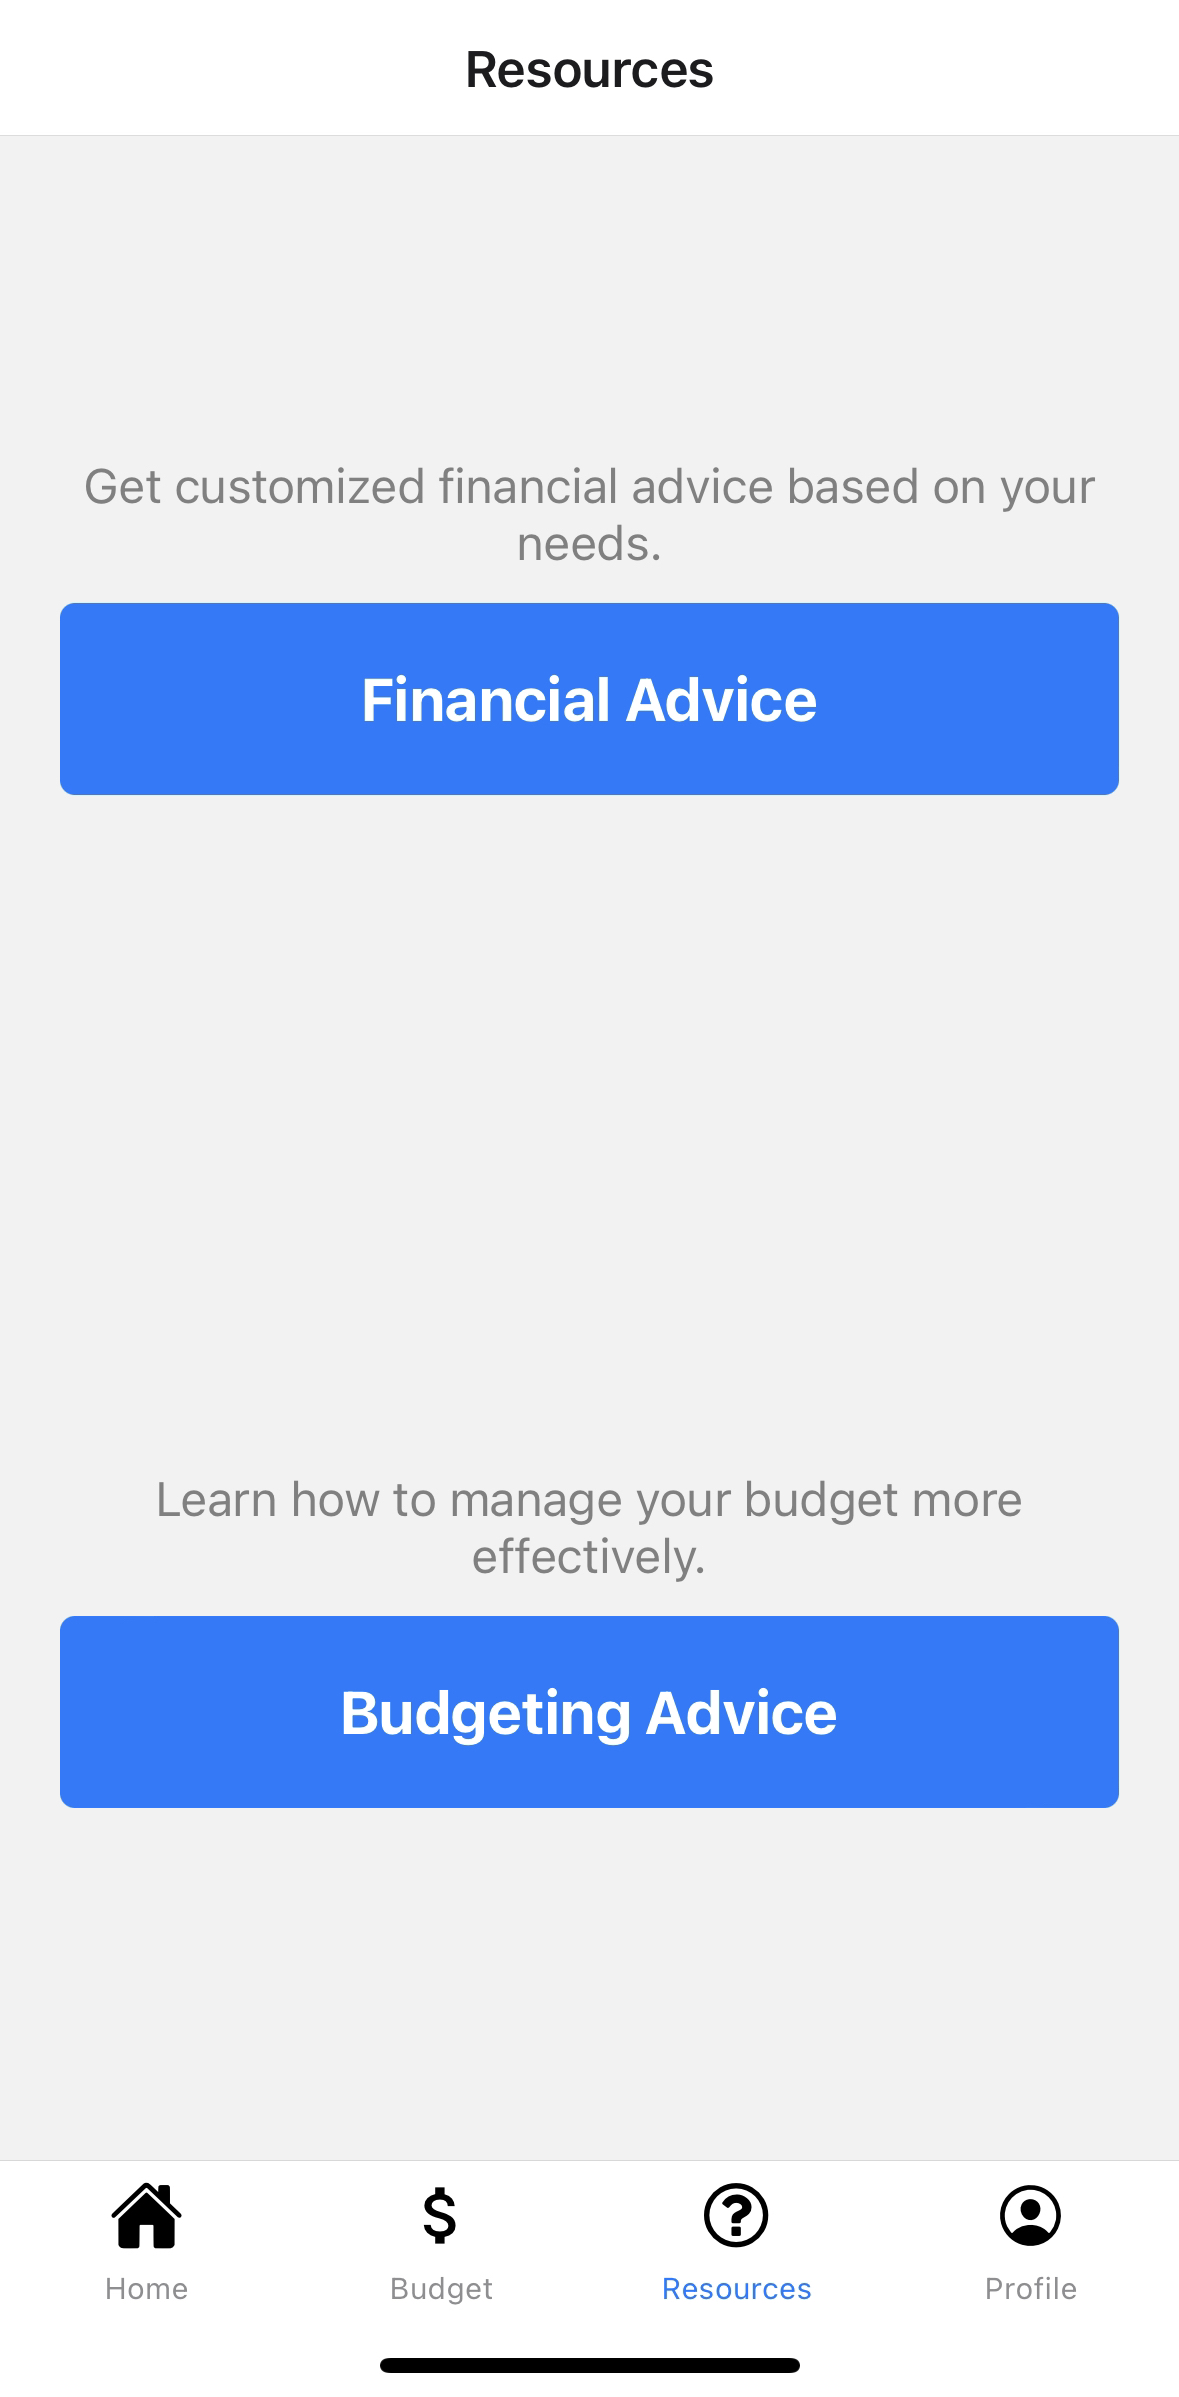 Resources
Get customized financial advice based on your
needs.
Financial Advice
Learn how to manage your budget more
effectively.
Budgeting Advice
Home
Budget
Resources
Profile